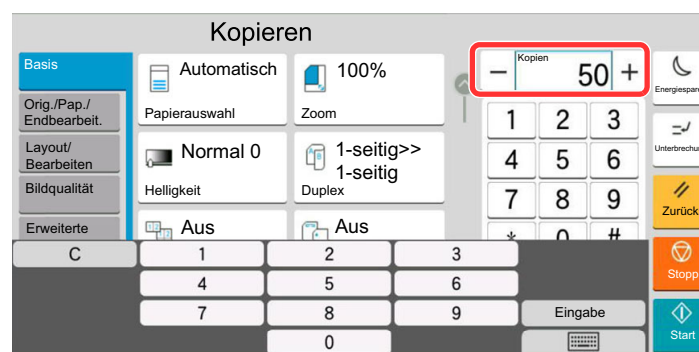 Kopieren
Basis
Orig./Pap./
Endbearbeit.
Layout/
Bearbeiten
Bildqualität
Erweiterte
Automatisch
Papierauswahl
100%
Zoom
Normal 0
Helligkeit
1-seitig>>
1-seitig
Duplex
Aus
Aus
Kopien
− 50 +
1 2 3
4 5 6
7 8 9
* 0 #
Unterbrechun
Zurück
Stopp
Start
C 1 2 3
4 5 6
7 8 9
0
Eingabe